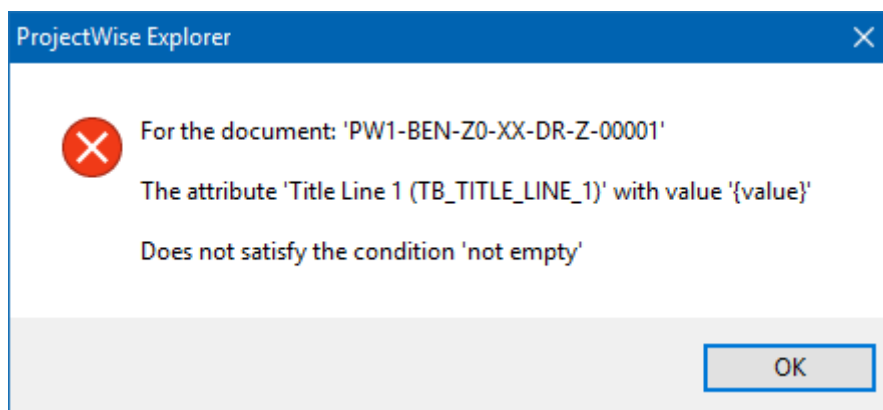 ProjectWise Explorer
For the document: 'PW1-BEN-Z0-XX-DR-Z-00001'
The attribute 'Title Line 1 (TB_TITLE_LINE_1)' with value '{value}'
Does not satisfy the condition 'not empty'
OK